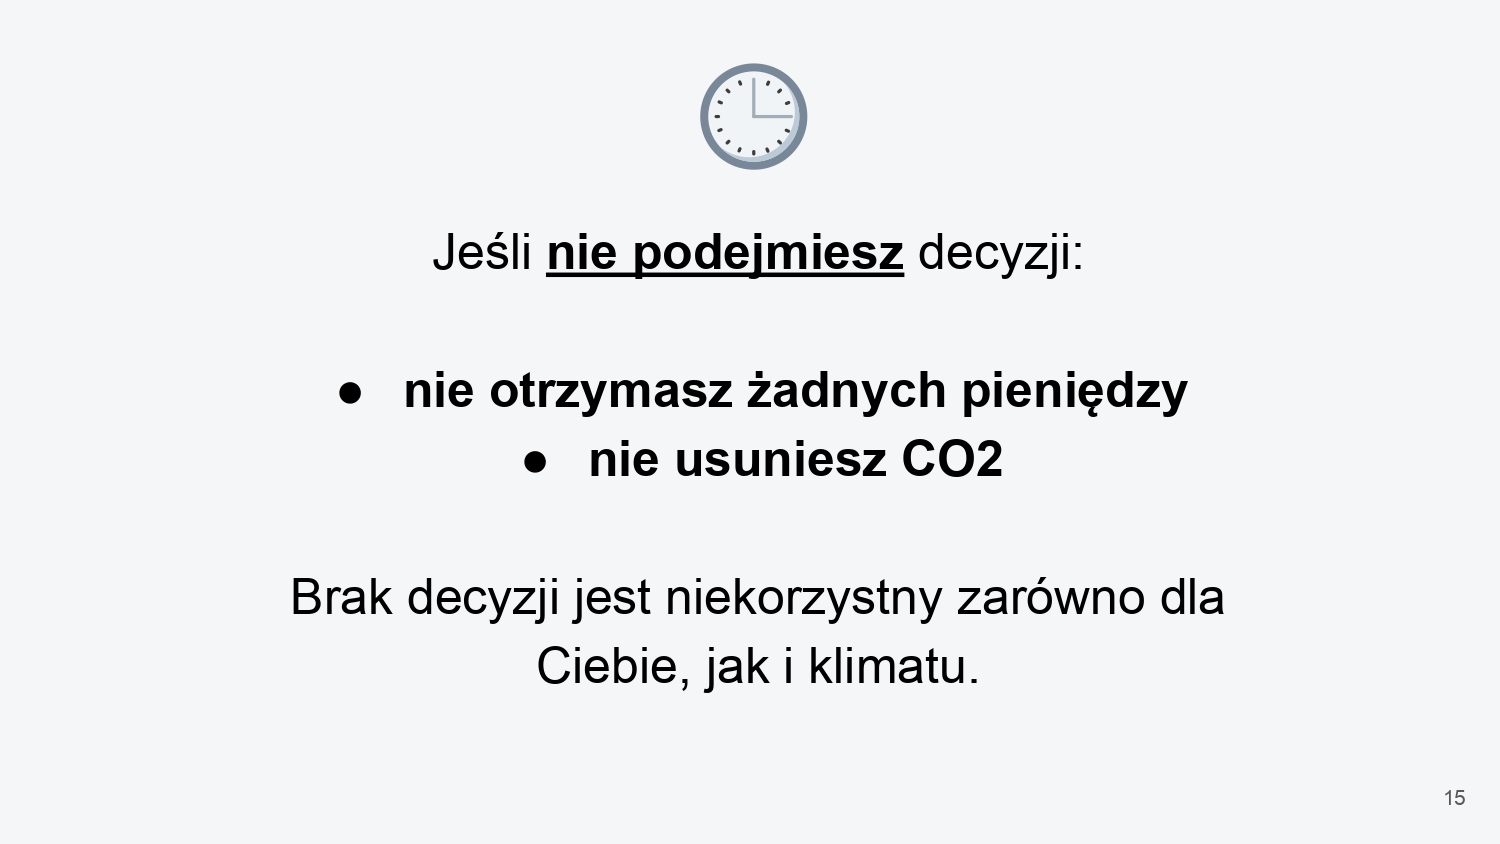 Jeśli nie podejmiesz decyzji:
● nie otrzymasz żadnych pieniędzy
● nie usuniesz CO2
Brak decyzji jest niekorzystny zarówno dla
Ciebie, jak i klimatu.
15